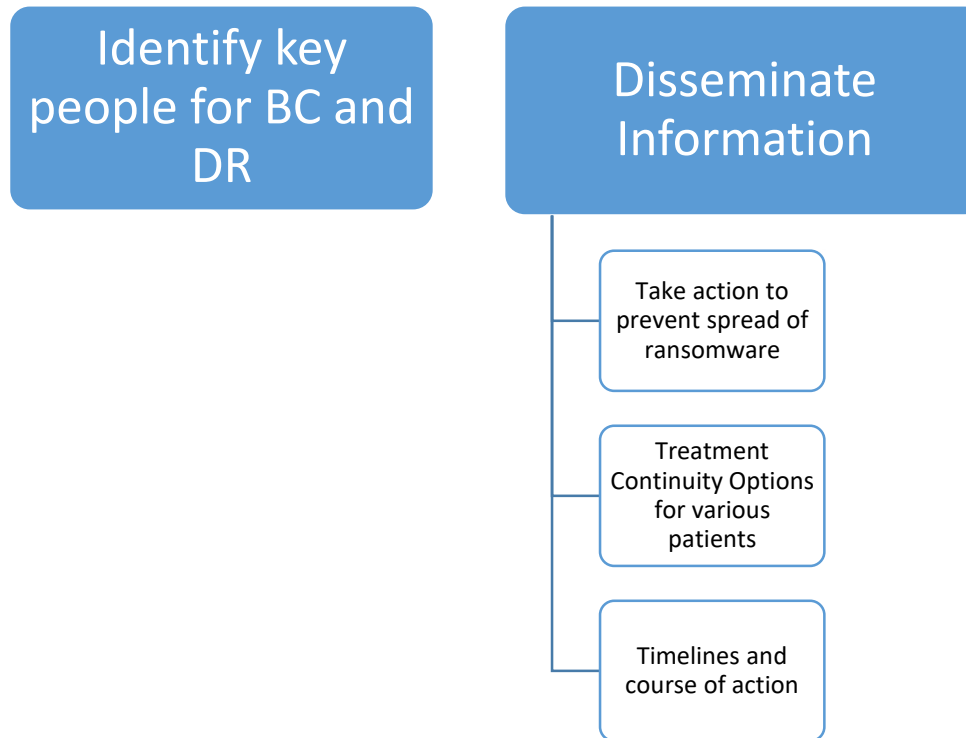 Identify key
people for BC and
DR
Disseminate
Information
Take action to
prevent spread of
ransomware
Treatment
Continuity Options
for various
patients
Timelines and
course of action